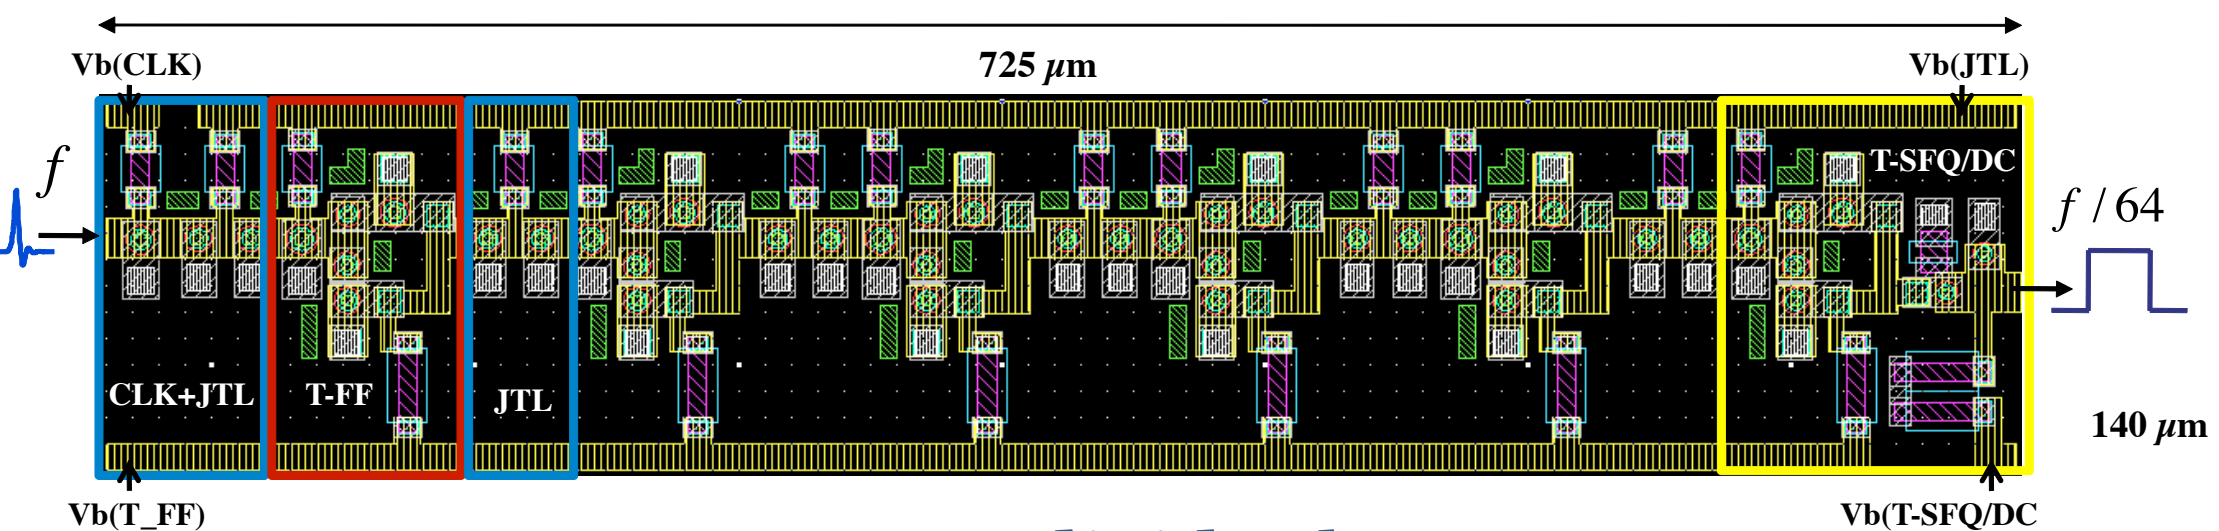 725 µm
Vb(CLK)
Vb(JTL)
T-SFQ/DC
f
f / 64
CLK+JTL
T-FF
JTL
140 µm
Vb(T_FF)
Vb(T-SFQ/DC